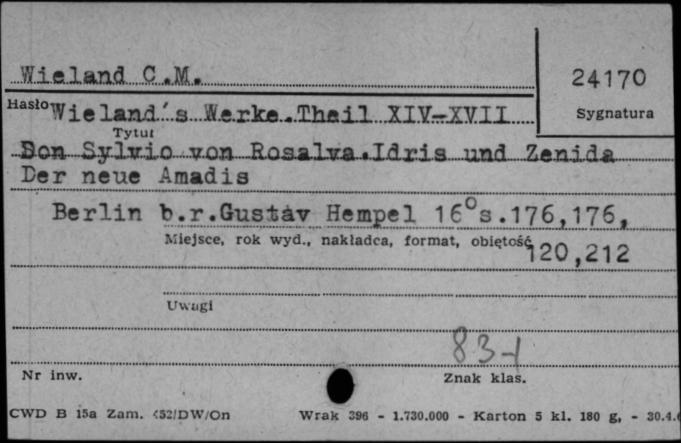 Wieland C.M.
24170
Hasło
Wieland's Werke.Theil XIV-XVII
Sygnatura
Tytuł
Don Sylvio von Rosalva.Idris und Zenida
Der neue Amadis
Berlin b.r.Gustav Hempel 16°s.176,176,
Miejsce, rok wyd., nakładca, format, objętość
120,212
Uwagi
83-1
Nr inw.
Znak klas.
CWD B 15a Zam. 452/DW/On Wrak 396 - 1.730.000 - Karton 5 kl. 180 g, - 30.4.